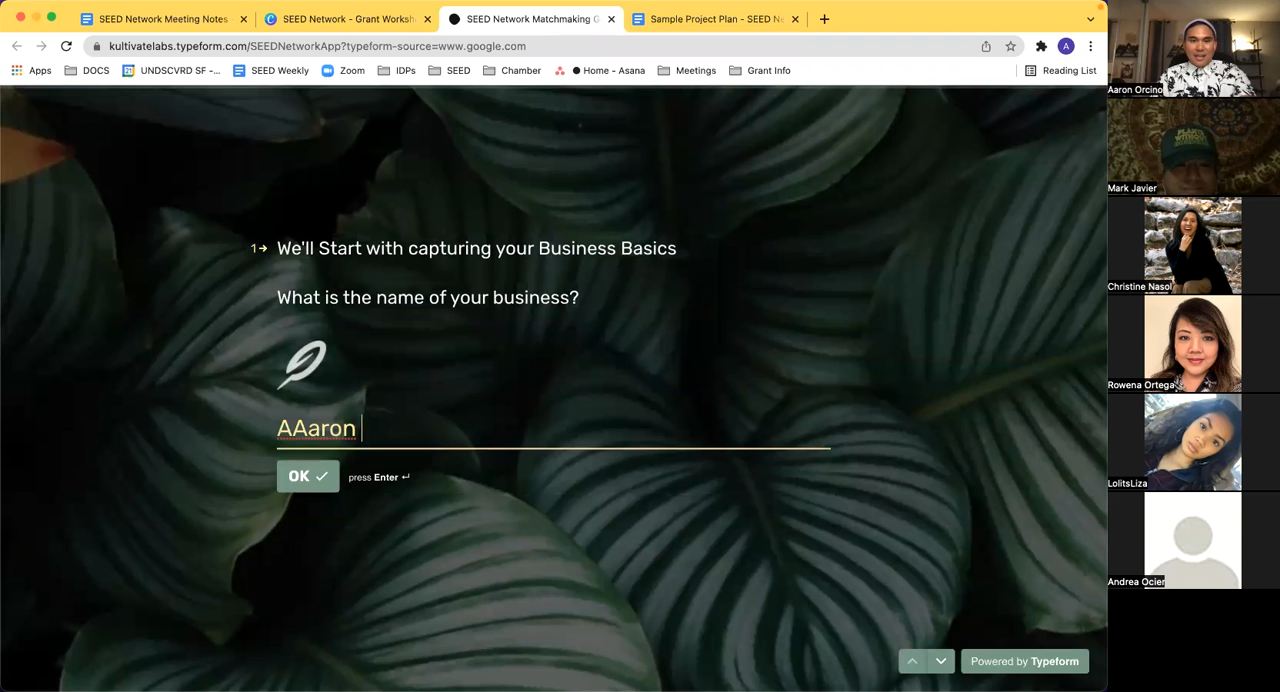 SEED Network Meeting Notes -
SEED Network - Grant Worksh
SEED Network Matchmaking G
Sample Project Plan - SEED Ne
kultivatelabs.typeform.com/SEEDNetworkApp?typeform-source=www.google.com
A
Apps
DOCS
UNDSCVRD SF -...
SEED Weekly
Zoom
IDPs
SEED
Chamber
Home - Asana
Meetings
Grant Info
Reading List
1
We'll Start with capturing your Business Basics
What is the name of your business?
AAaron
OK
press Enter
Powered by Typeform
Aaron Orcino
Mark Javier
Christine Nasol
Rowena Ortega
LolitsLiza
Andrea Ocier